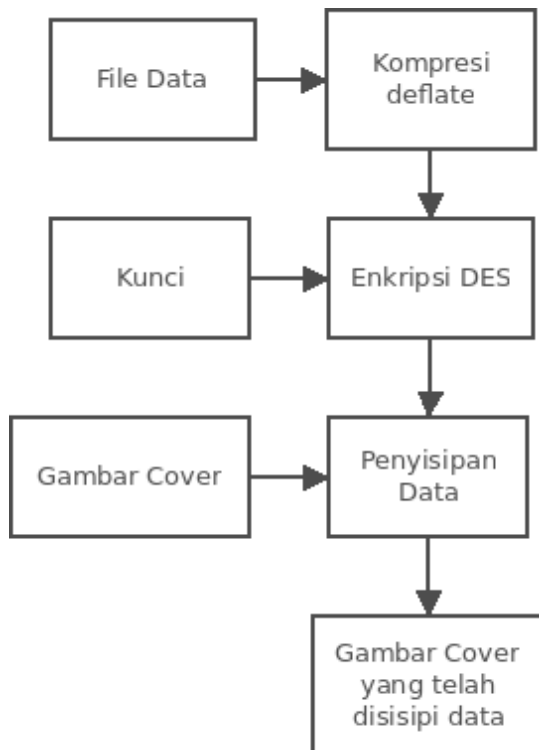 File Data
Kompresi
deflate
Kunci
Enkripsi DES
Gambar Cover
Penyisipan
Data
Gambar Cover
yang telah
disisipi data